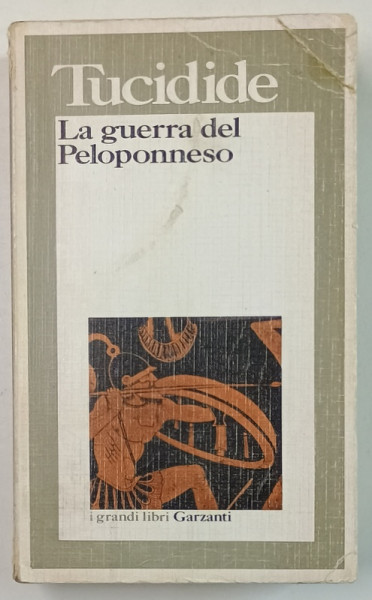 Tucidide
La guerra del
Peloponneso
i grandi libri Garzanti